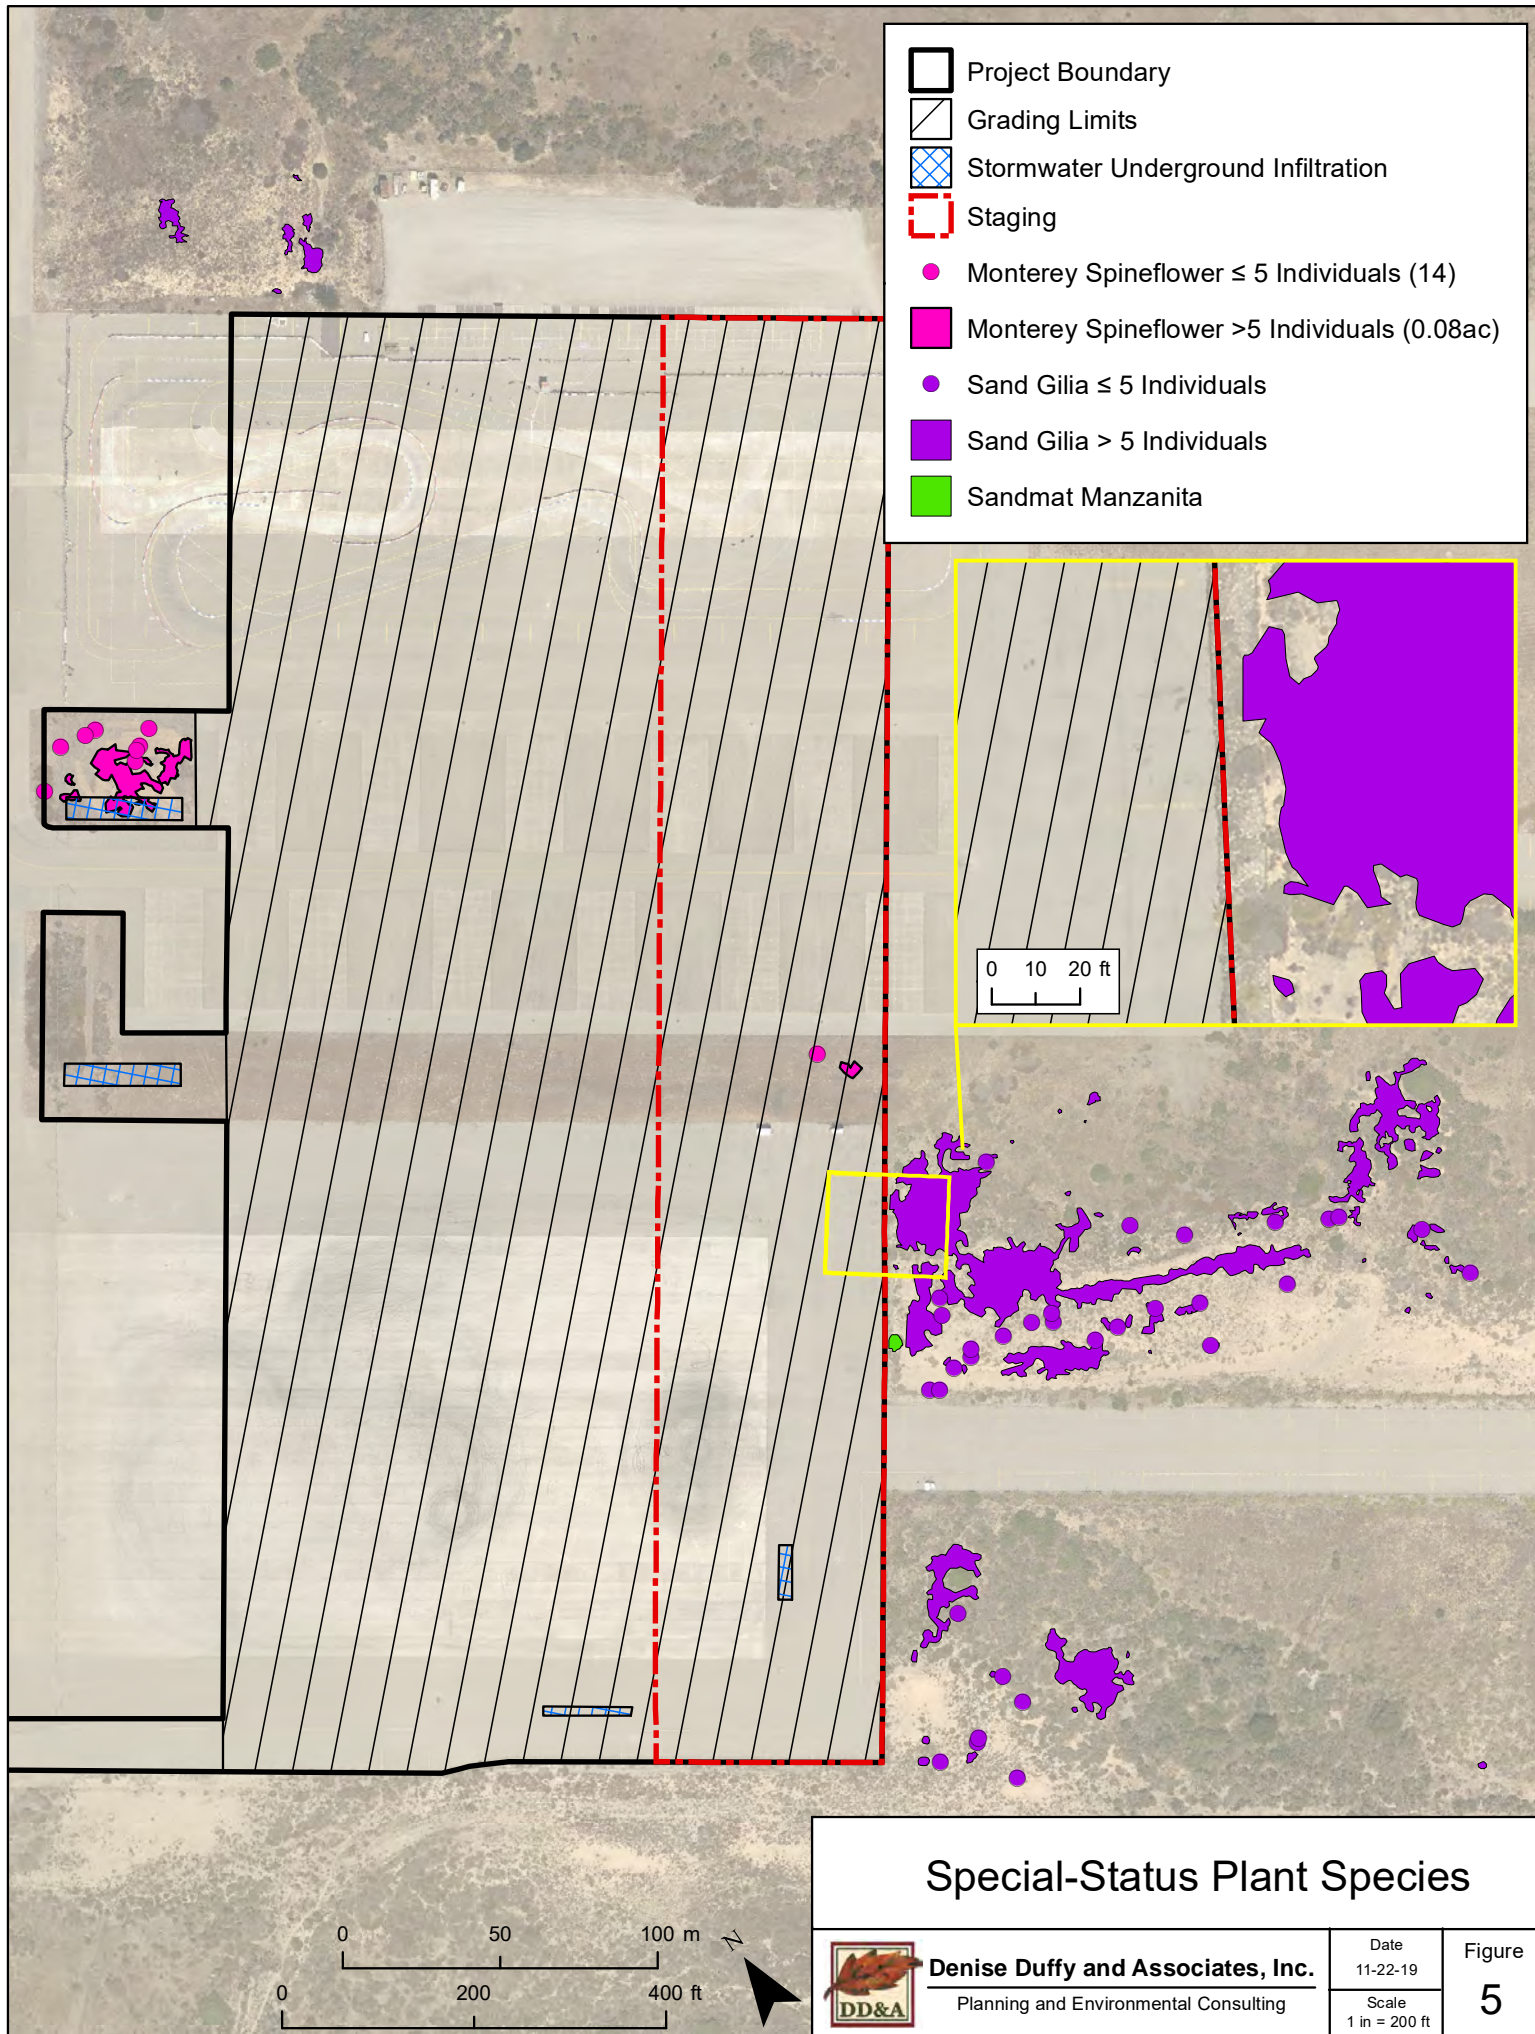 Project Boundary
Grading Limits
Stormwater Underground Infiltration
Staging
Monterey Spineflower ≤ 5 Individuals (14)
Monterey Spineflower >5 Individuals (0.08ac)
Sand Gilia ≤ 5 Individuals
Sand Gilia > 5 Individuals
Sandmat Manzanita
0 10 20 ft
0 50 100 m
N
0 200 400 ft
Special-Status Plant Species
DD&A
Denise Duffy and Associates, Inc.
Planning and Environmental Consulting
Date
11-22-19
Scale
1 in = 200 ft
Figure
5